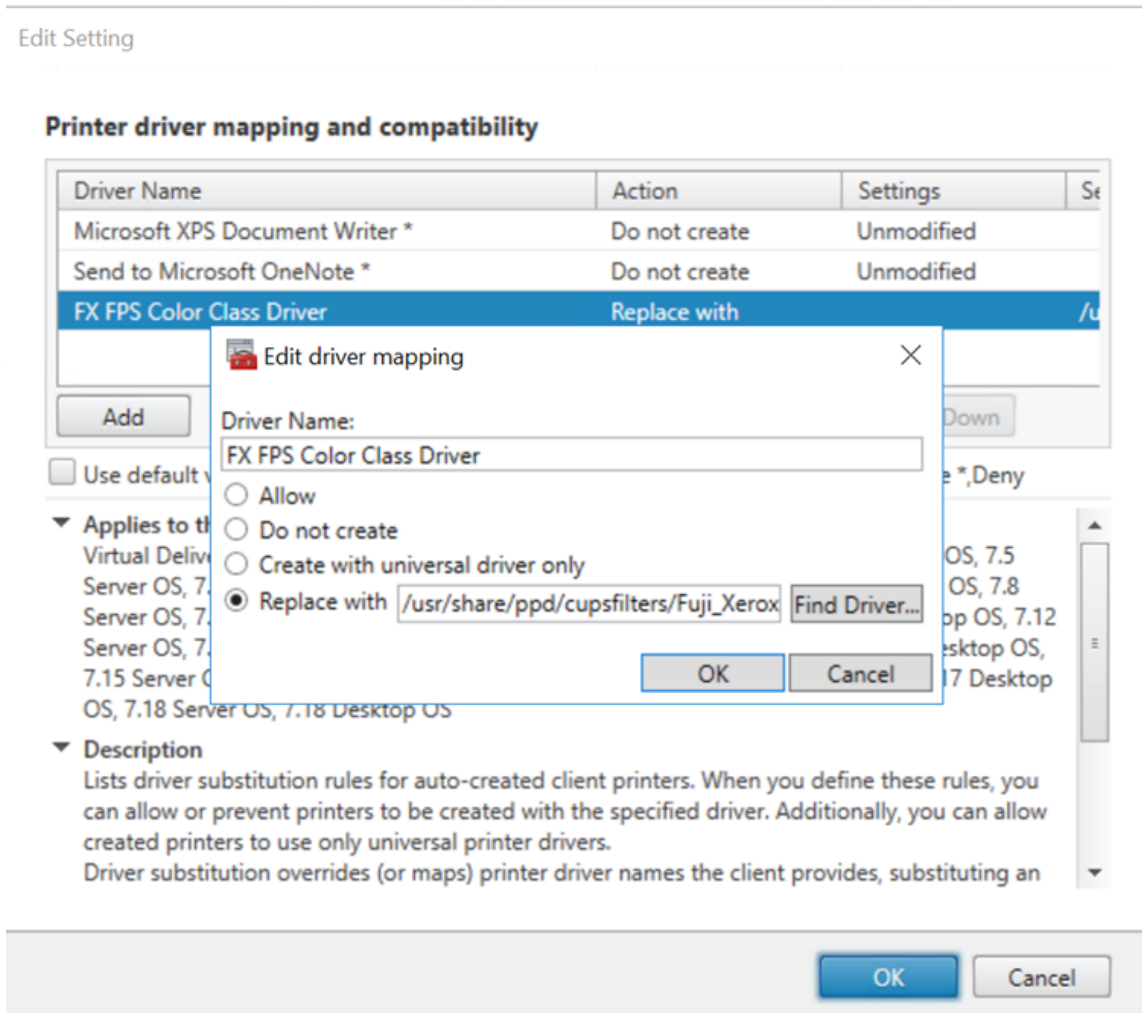 Edit Setting
Printer driver mapping and compatibility
Driver Name Action Settings
Microsoft XPS Document Writer * Do not create Unmodified
Send to Microsoft OneNote * Do not create Unmodified
FX FPS Color Class Driver Replace with /u
Edit driver mapping
Add Down
Driver Name:
FX FPS Color Class Driver
Use default *,Deny
Allow
Applies to
Do not create
Virtual OS, 7.5
Create with universal driver only
Server OS, 7. OS, 7.8
Replace with /usr/share/ppd/cupsfilters/Fuji_Xerox Find Driver...
Server OS, 7. OS, 7.12
Server OS, 7. OS,
OK Cancel
7.15 Server 17 Desktop
OS, 7.18 Server OS, 7.18 Desktop OS
Description
Lists driver substitution rules for auto-created client printers. When you define these rules, you
can allow or prevent printers to be created with the specified driver. Additionally, you can allow
created printers to use only universal printer drivers.
Driver substitution overrides (or maps) printer driver names the client provides, substituting an
OK Cancel